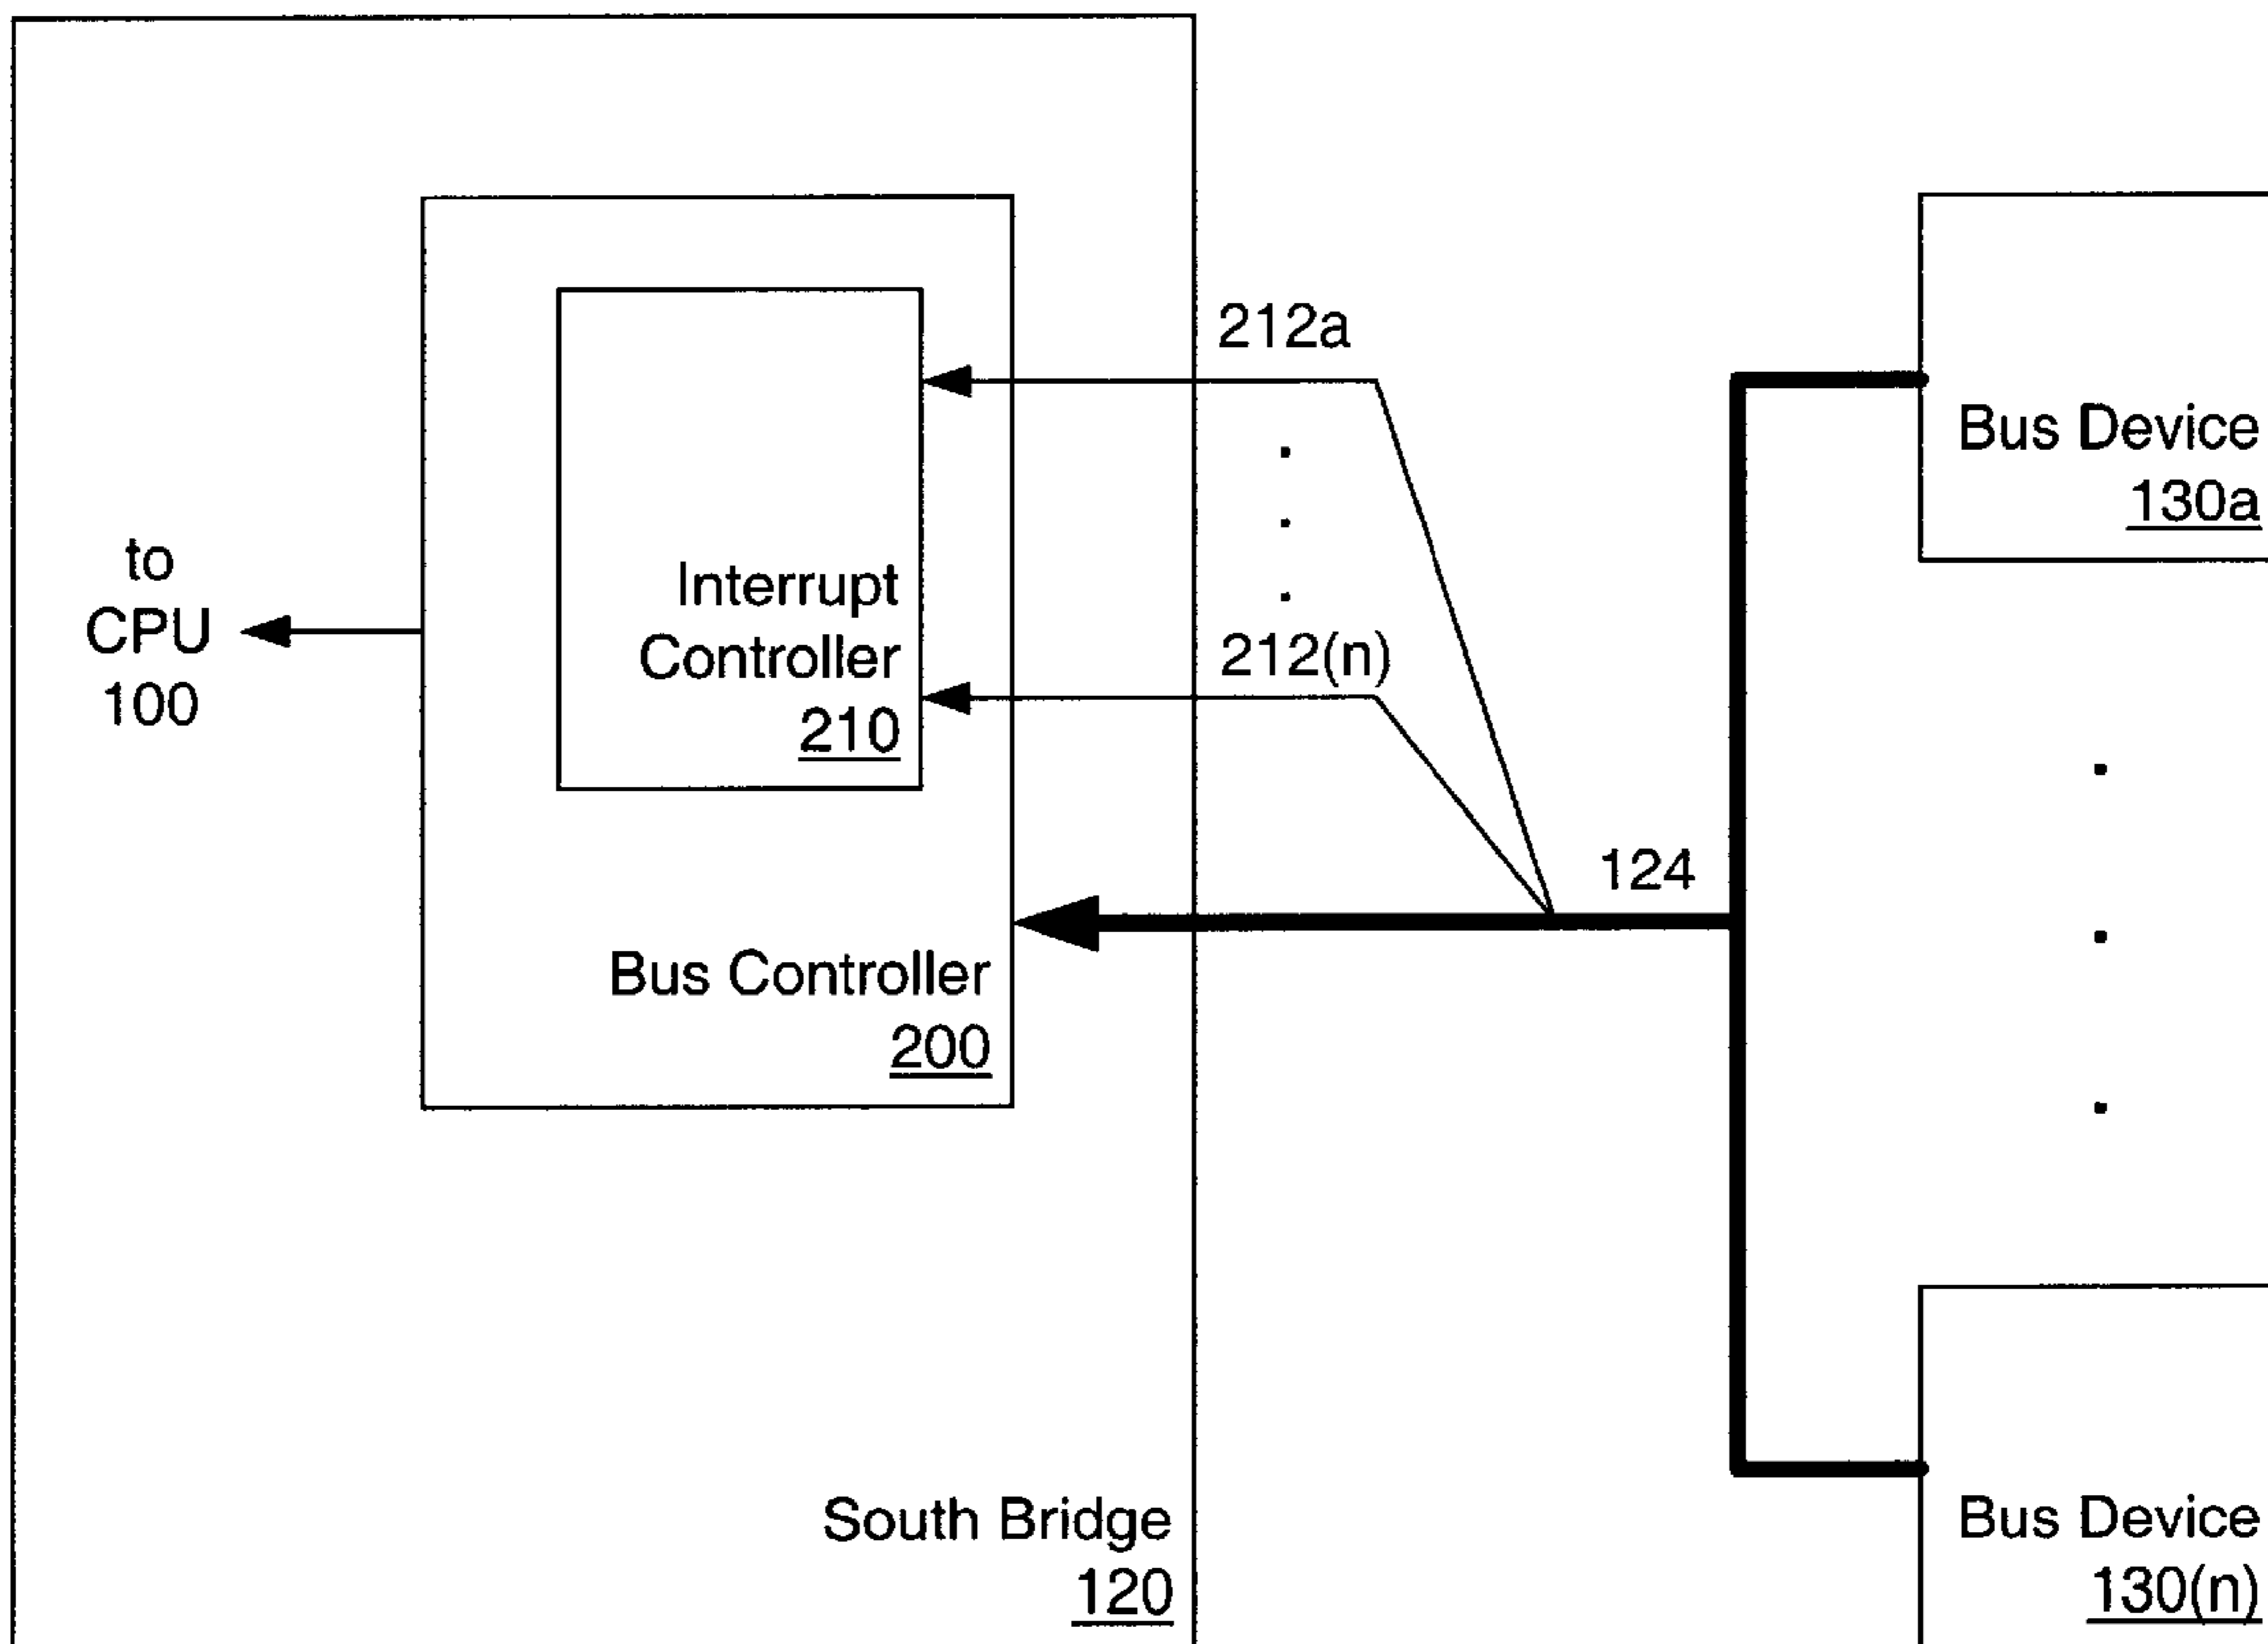 212a
Bus Device
130a
to
CPU
100
Interrupt
Controller
210
212(n)
124
Bus Controller
200
South Bridge
120
Bus Device
130(n)